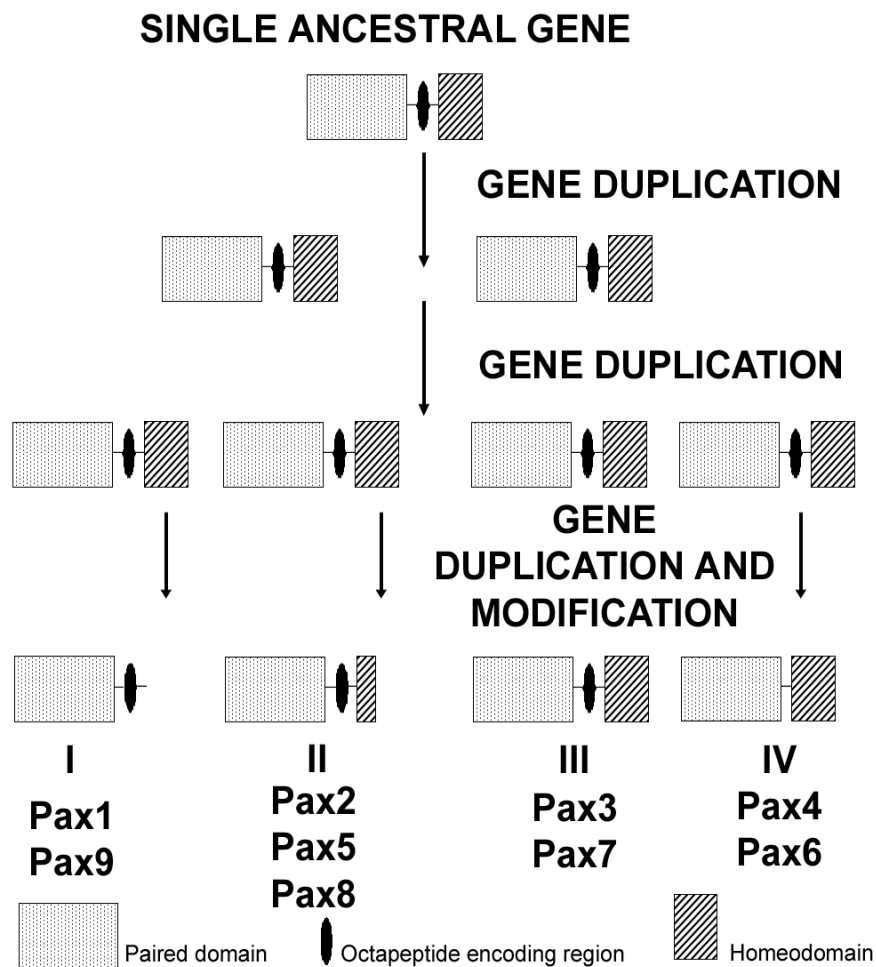 SINGLE ANCESTRAL GENE
GENE DUPLICATION
GENE DUPLICATION
GENE
DUPLICATION AND
MODIFICATION
I
Pax1
Pax9
II
Pax2
Pax5
Pax8
III
Pax3
Pax7
IV
Pax4
Pax6
Paired domain
Octapeptide encoding region
Homeodomain